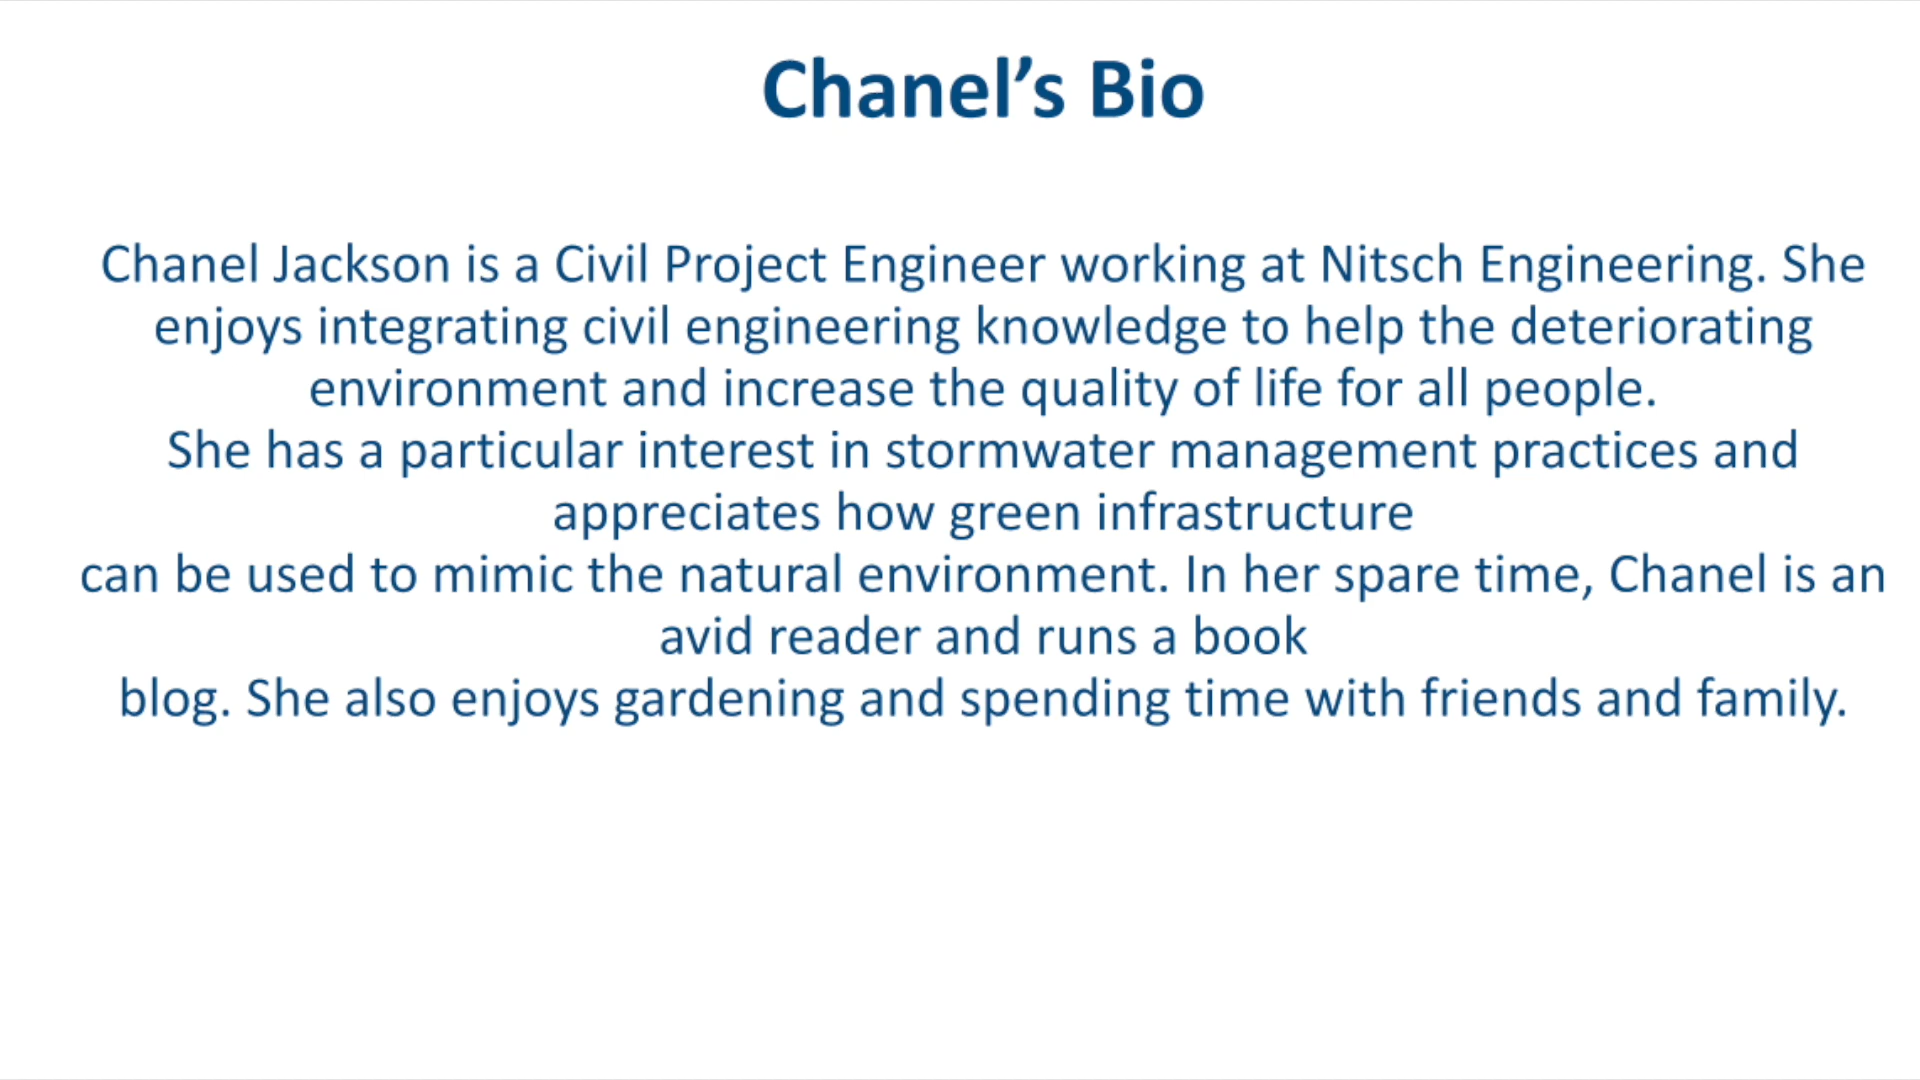 Chanel’s Bio
Chanel Jackson is a Civil Project Engineer working at Nitsch Engineering. She
enjoys integrating civil engineering knowledge to help the deteriorating
environment and increase the quality of life for all people.
She has a particular interest in stormwater management practices and
appreciates how green infrastructure
can be used to mimic the natural environment. In her spare time, Chanel is an
avid reader and runs a book
blog. She also enjoys gardening and spending time with friends and family.